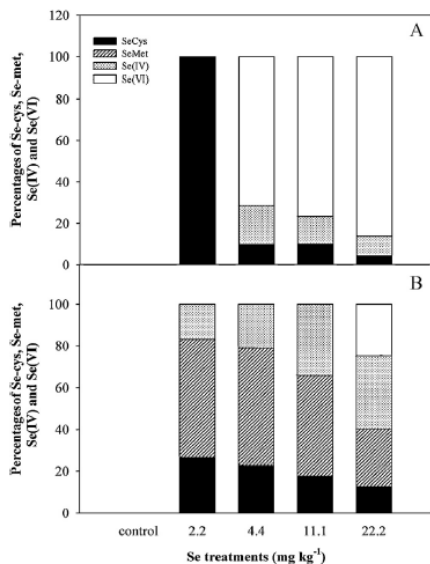 A
120
100
80
60
40
20
0
Percentages of Se-cys, Se-met,
Se(IV) and Se(VI)
SeCys
SeMet
Se(IV)
Se(VI)
B
100
80
60
40
20
0
Percentages of Se-cys, Se-met,
Se(IV) and Se(VI)
control 2.2 4.4 11.1 22.2
Se treatments (mg kg⁻¹)